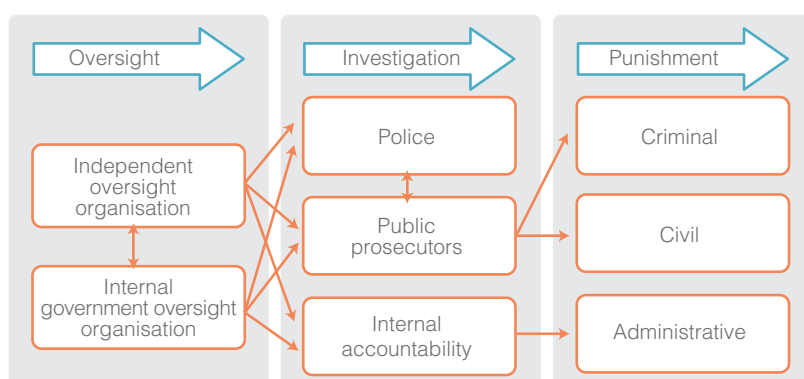 Oversight
Independent
oversight
organisation
Internal
government oversight
organisation
Investigation
Police
Public
prosecutors
Internal
accountability
Punishment
Criminal
Civil
Administrative